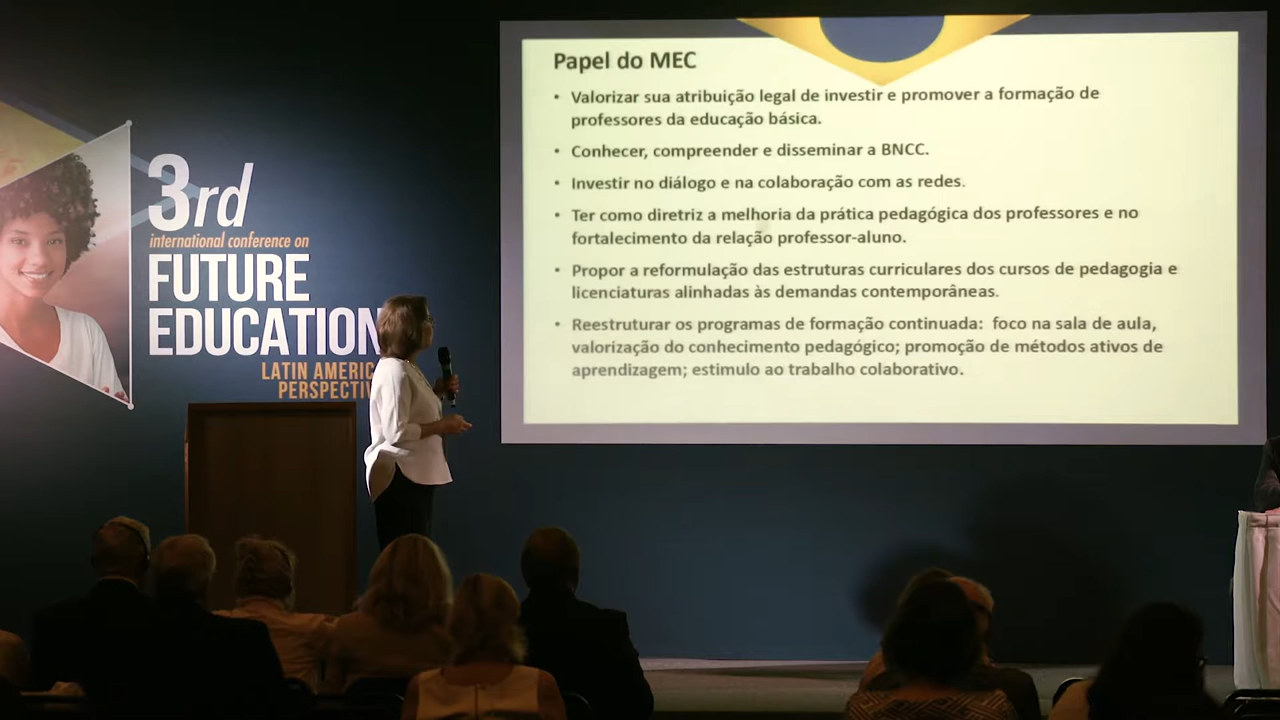 3rd
international conference on
FUTURE
EDUCATION
LATIN AMERIC
PERSPECTIV
Papel do MEC
• Valorizar sua atribuição legal de investir e promover a formação de
professores da educação básica.
• Conhecer, compreender e disseminar a BNCC.
• Investir no diálogo e na colaboração com as redes.
• Ter como diretriz a melhoria da prática pedagógica dos professores e no
fortalecimento da relação professor-aluno.
• Propor a reformulação das estruturas curriculares dos cursos de pedagogia e
licenciaturas alinhadas às demandas contemporâneas.
• Reestruturar os programas de formação continuada: foco na sala de aula,
valorização do conhecimento pedagógico; promoção de métodos ativos de
aprendizagem; estimulo ao trabalho colaborativo.